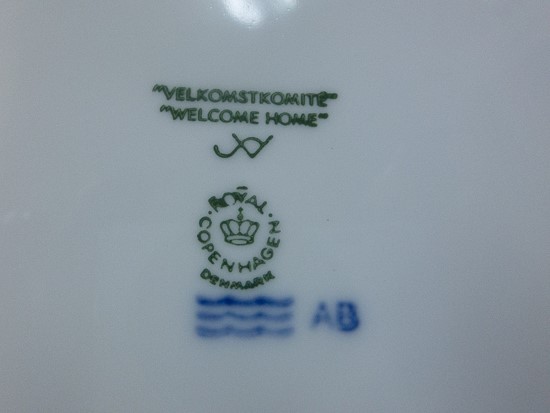 "VELKOMSTKOMITÉ"
"WELCOME HOME"
ROYAL
COPENHAGEN
DENMARK
AB